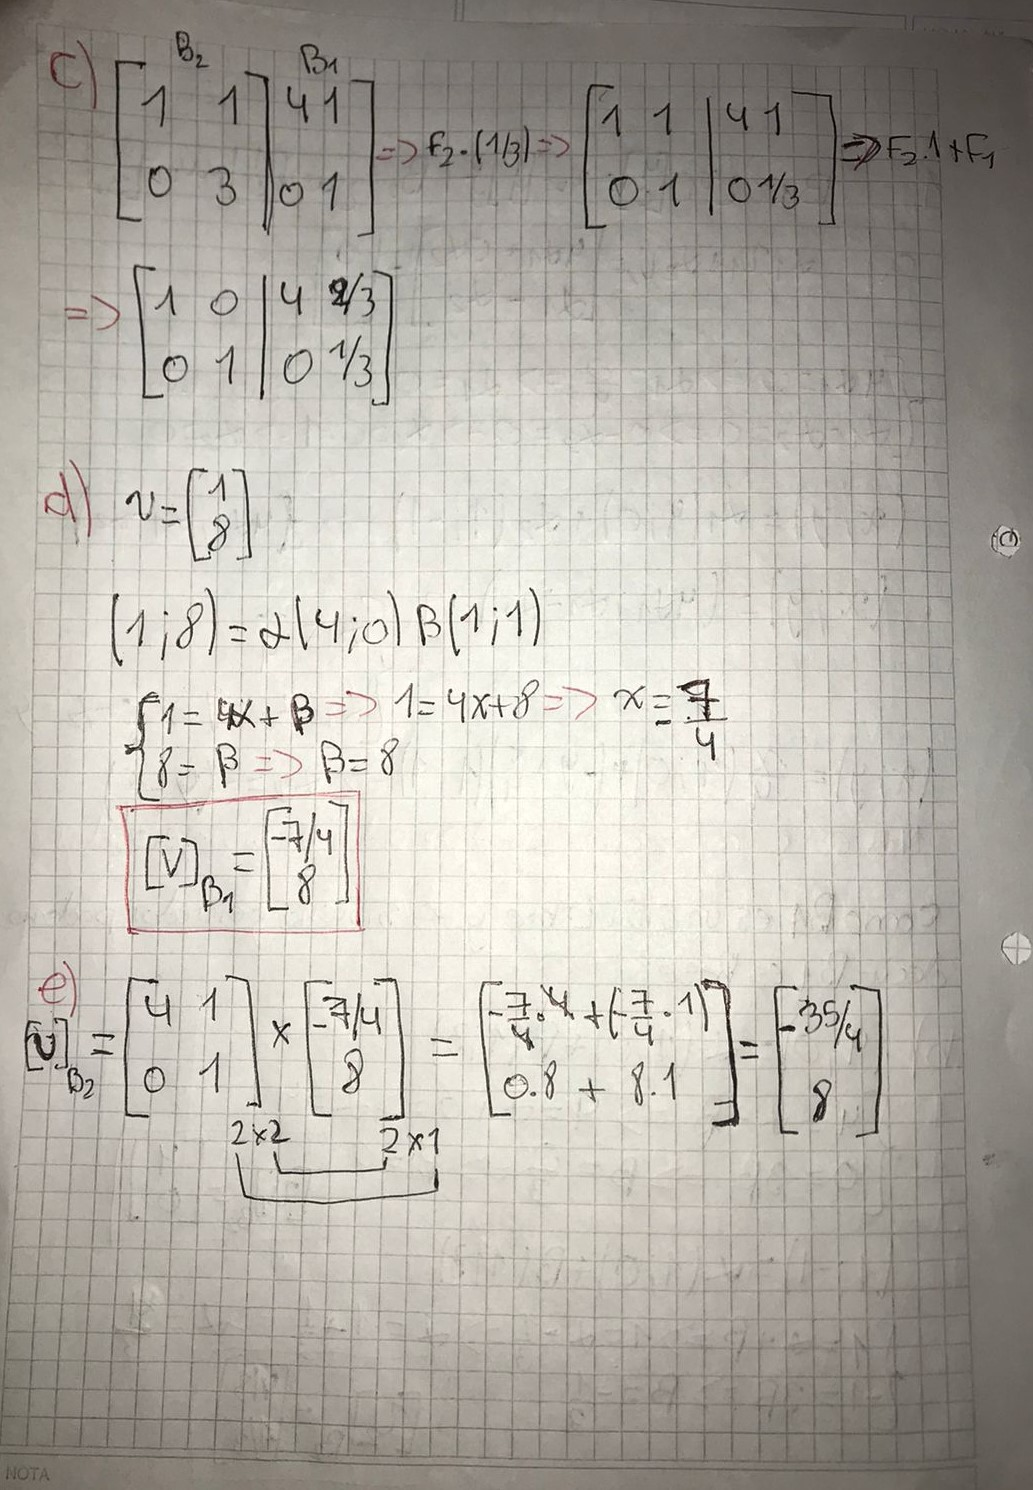 c) B2 B1
[1 1 | 4 1; 0 3 | 0 1] => F2.(1/3) => [1 1 | 4 1; 0 1 | 0 1/3] => F2.1+F1
=> [1 0 | 4 2/3; 0 1 | 0 1/3]
d) v = [1; 8]
(1;8) = α(4;0) β(1;1)
{1 = 4x + β => 1 = 4x+8 => x = 7/4
8 = β => β = 8
[V]B1 = [-7/4; 8]
e)
[v]B2 = [4 1; 0 1] x [-7/4; 8] = [-7/4.4 + (-7/4.1); 0.8 + 8.1] = [-35/4; 8]
2x2 2x1
NOTA